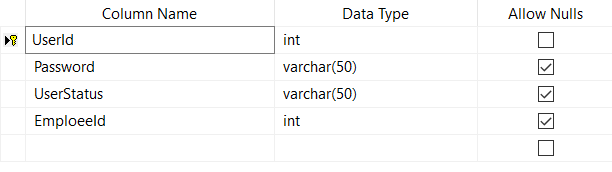 Column Name Data Type Allow Nulls
UserId int
Password varchar(50)
UserStatus varchar(50)
EmploeeId int